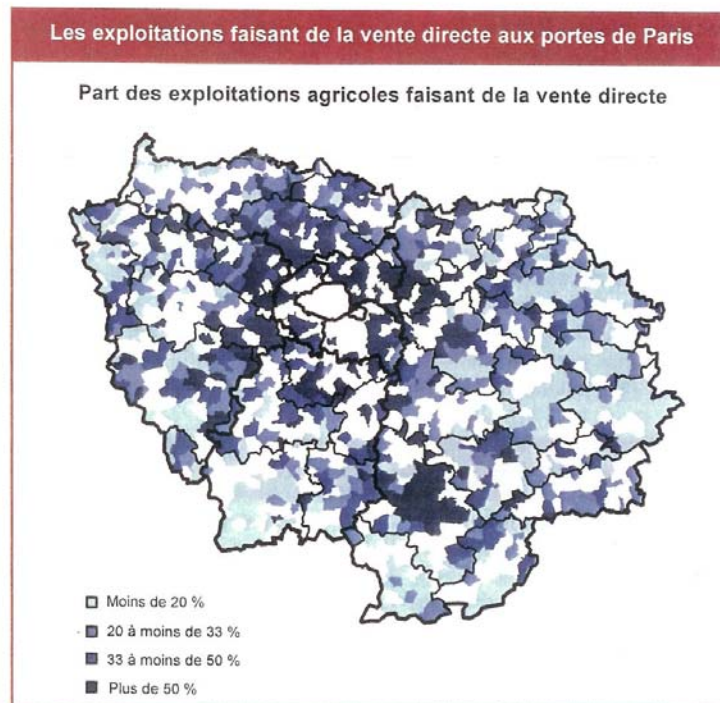 Les exploitations faisant de la vente directe aux portes de Paris
Part des exploitations agricoles faisant de la vente directe
Moins de 20 %
20 à moins de 33 %
33 à moins de 50 %
Plus de 50 %